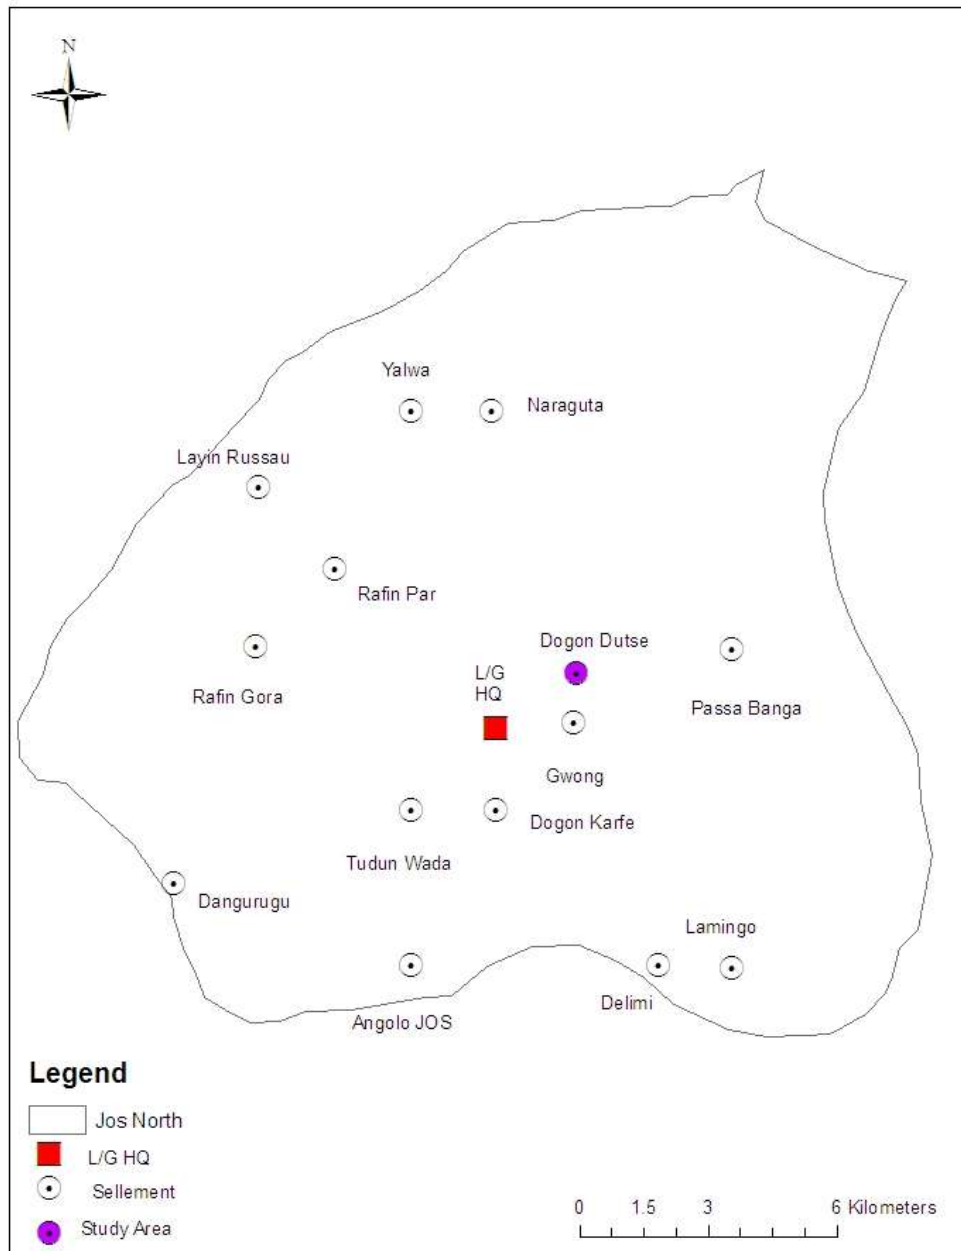 N
Yalwa
Naraguta
Layin Russau
Rafin Par
Dogon Dutse
L/G
HQ
Rafin Gora
Passa Banga
Gwong
Dogon Karfe
Tudun Wada
Dangurugu
Lamingo
Delimi
Angolo JOS
Legend
Jos North
L/G HQ
Sellement
Study Area
0 1.5 3 6 Kilometers